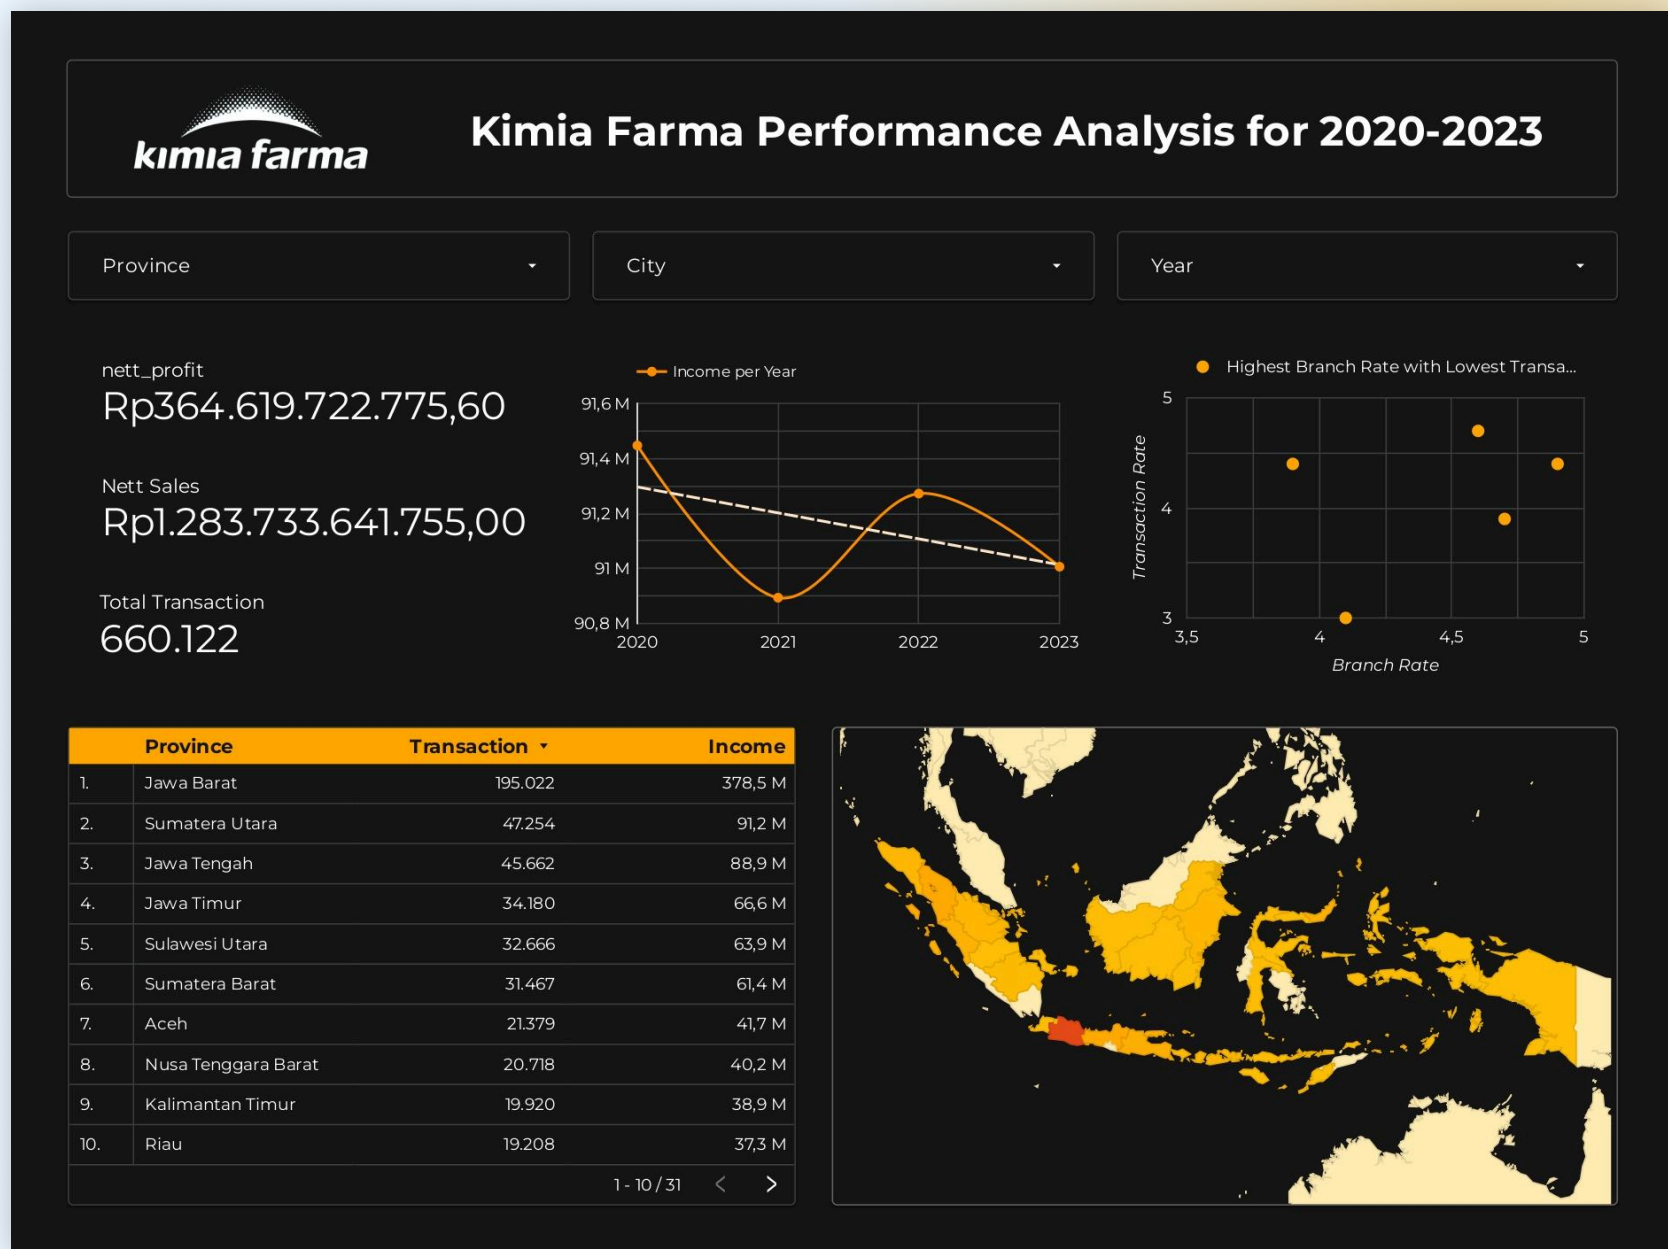 kimia farma
Kimia Farma Performance Analysis for 2020-2023
Province
City
Year
nett_profit
Rp364.619.722.775,60
Nett Sales
Rp1.283.733.641.755,00
Total Transaction
660.122
Income per Year
91,6 M
91,4 M
91,2 M
91 M
90,8 M
2020 2021 2022 2023
Highest Branch Rate with Lowest Transa...
Transaction Rate
5
4
3
3,5 4 4,5 5
Branch Rate
Province Transaction Income
1. Jawa Barat 195.022 378,5 M
2. Sumatera Utara 47.254 91,2 M
3. Jawa Tengah 45.662 88,9 M
4. Jawa Timur 34.180 66,6 M
5. Sulawesi Utara 32.666 63,9 M
6. Sumatera Barat 31.467 61,4 M
7. Aceh 21.379 41,7 M
8. Nusa Tenggara Barat 20.718 40,2 M
9. Kalimantan Timur 19.920 38,9 M
10. Riau 19.208 37,3 M
1 - 10 / 31